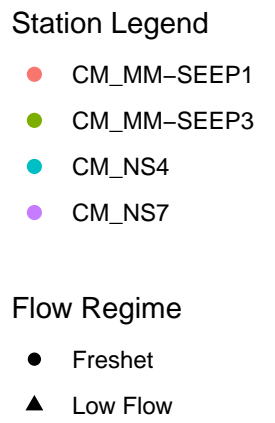 Station Legend
CM_MM−SEEP1
CM_MM−SEEP3
CM_NS4
CM_NS7
Flow Regime
Freshet
Low Flow